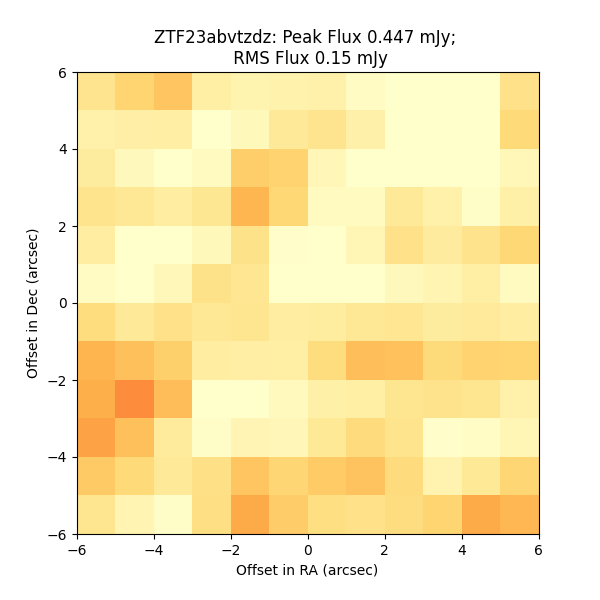 ZTF23abvtzdz: Peak Flux 0.447 mJy;
RMS Flux 0.15 mJy
6
4
2
0
−2
−4
−6
Offset in Dec (arcsec)
−6 −4 −2 0 2 4 6
Offset in RA (arcsec)